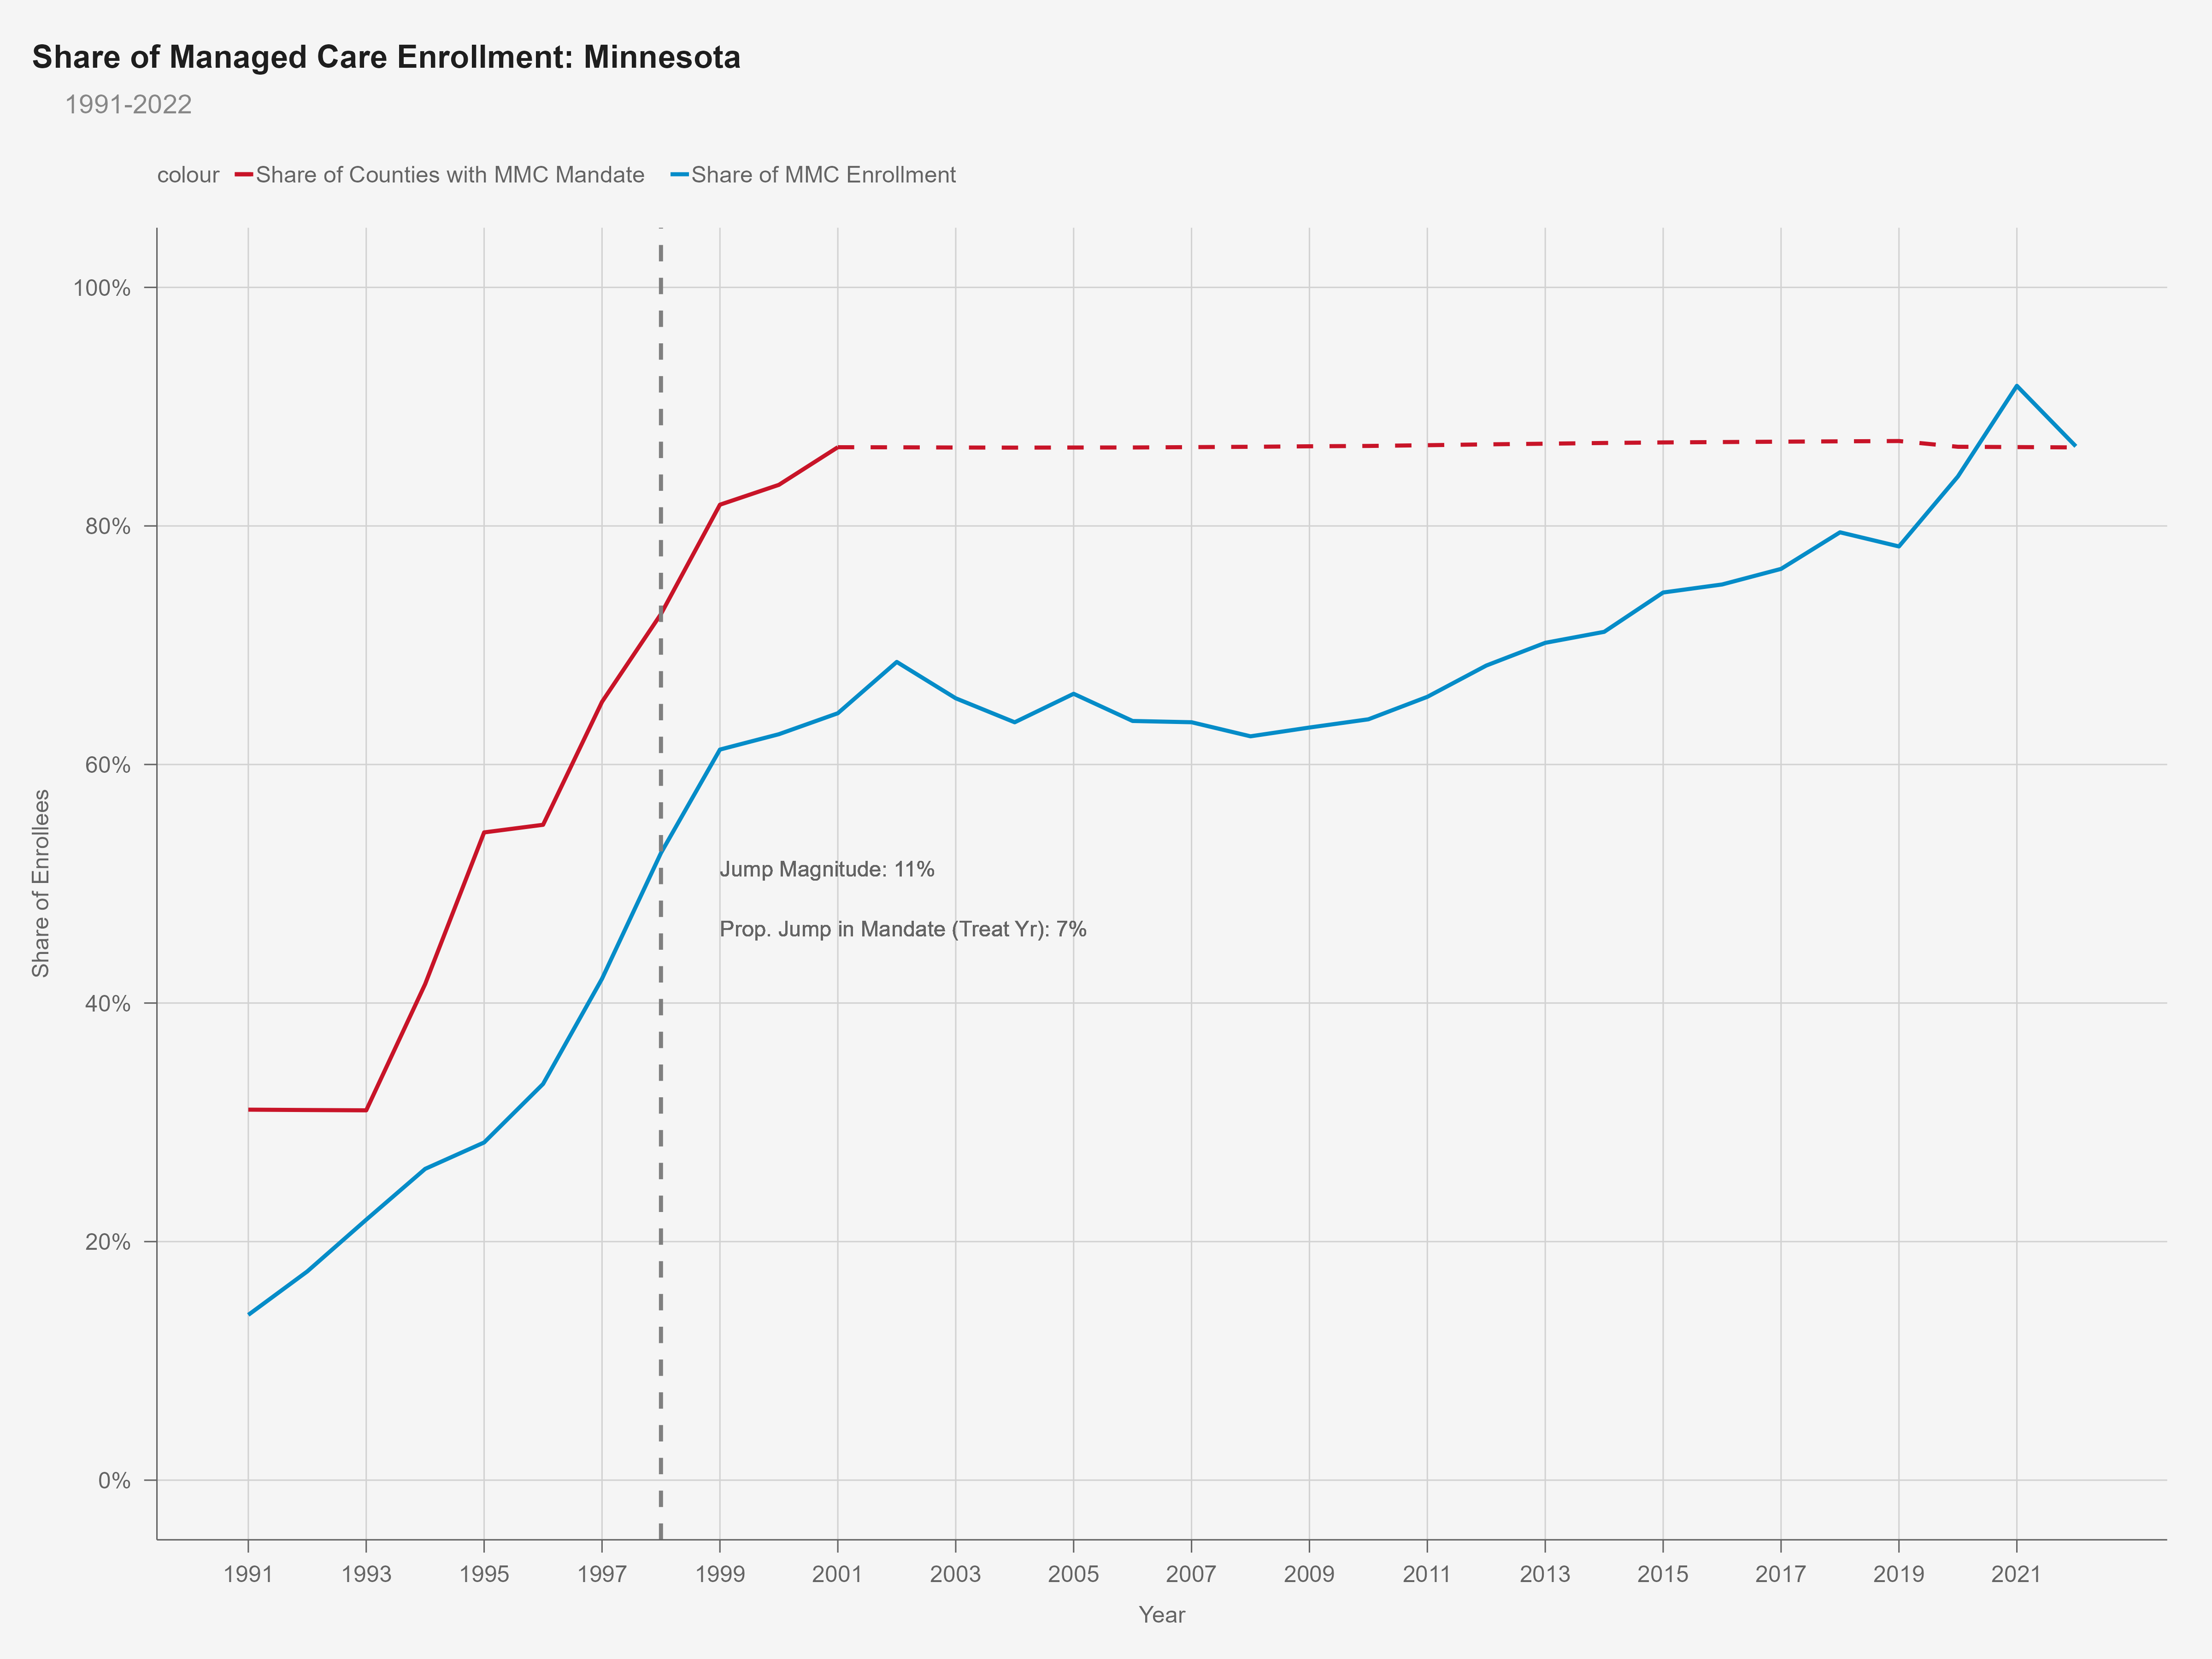 Share of Managed Care Enrollment: Minnesota
1991-2022
colour Share of Counties with MMC Mandate Share of MMC Enrollment
100%
80%
60%
40%
20%
0%
Share of Enrollees
Jump Magnitude: 11%
Prop. Jump in Mandate (Treat Yr): 7%
1991 1993 1995 1997 1999 2001 2003 2005 2007 2009 2011 2013 2015 2017 2019 2021
Year